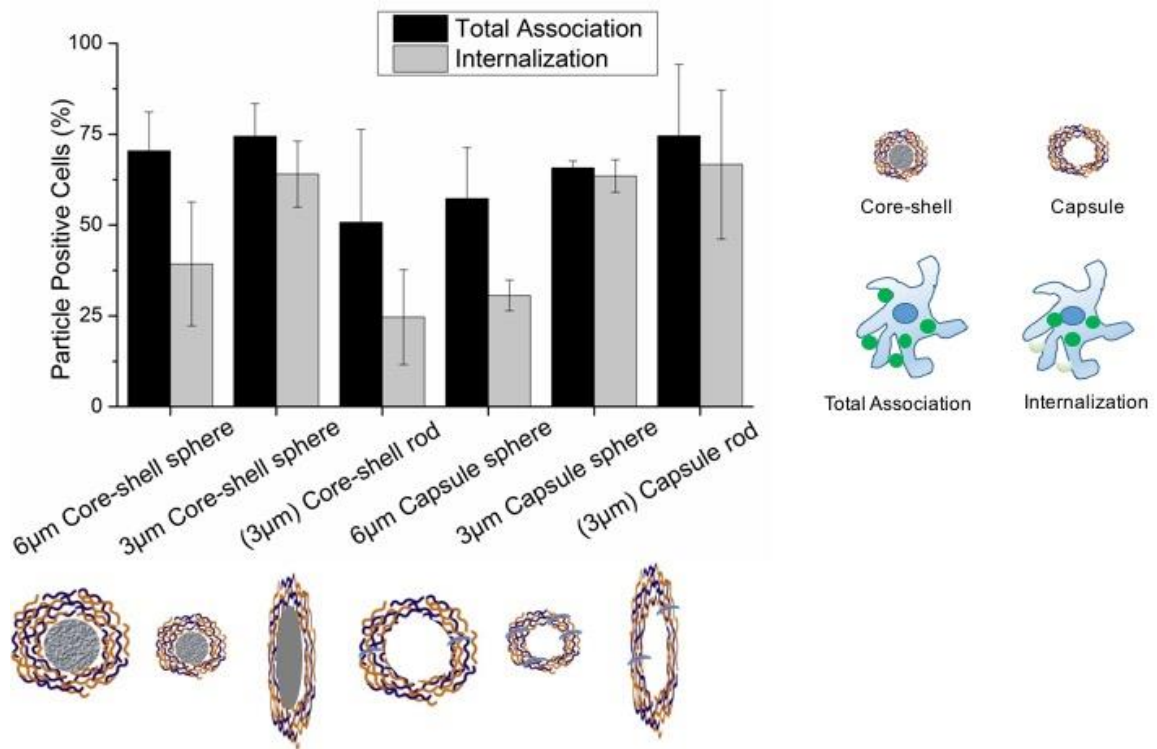 Total Association
Internalization
Particle Positive Cells (%)
100
75
50
25
0
6μm Core-shell sphere
3μm Core-shell sphere
(3μm) Core-shell rod
6μm Capsule sphere
3μm Capsule sphere
(3μm) Capsule rod
Core-shell
Capsule
Total Association
Internalization